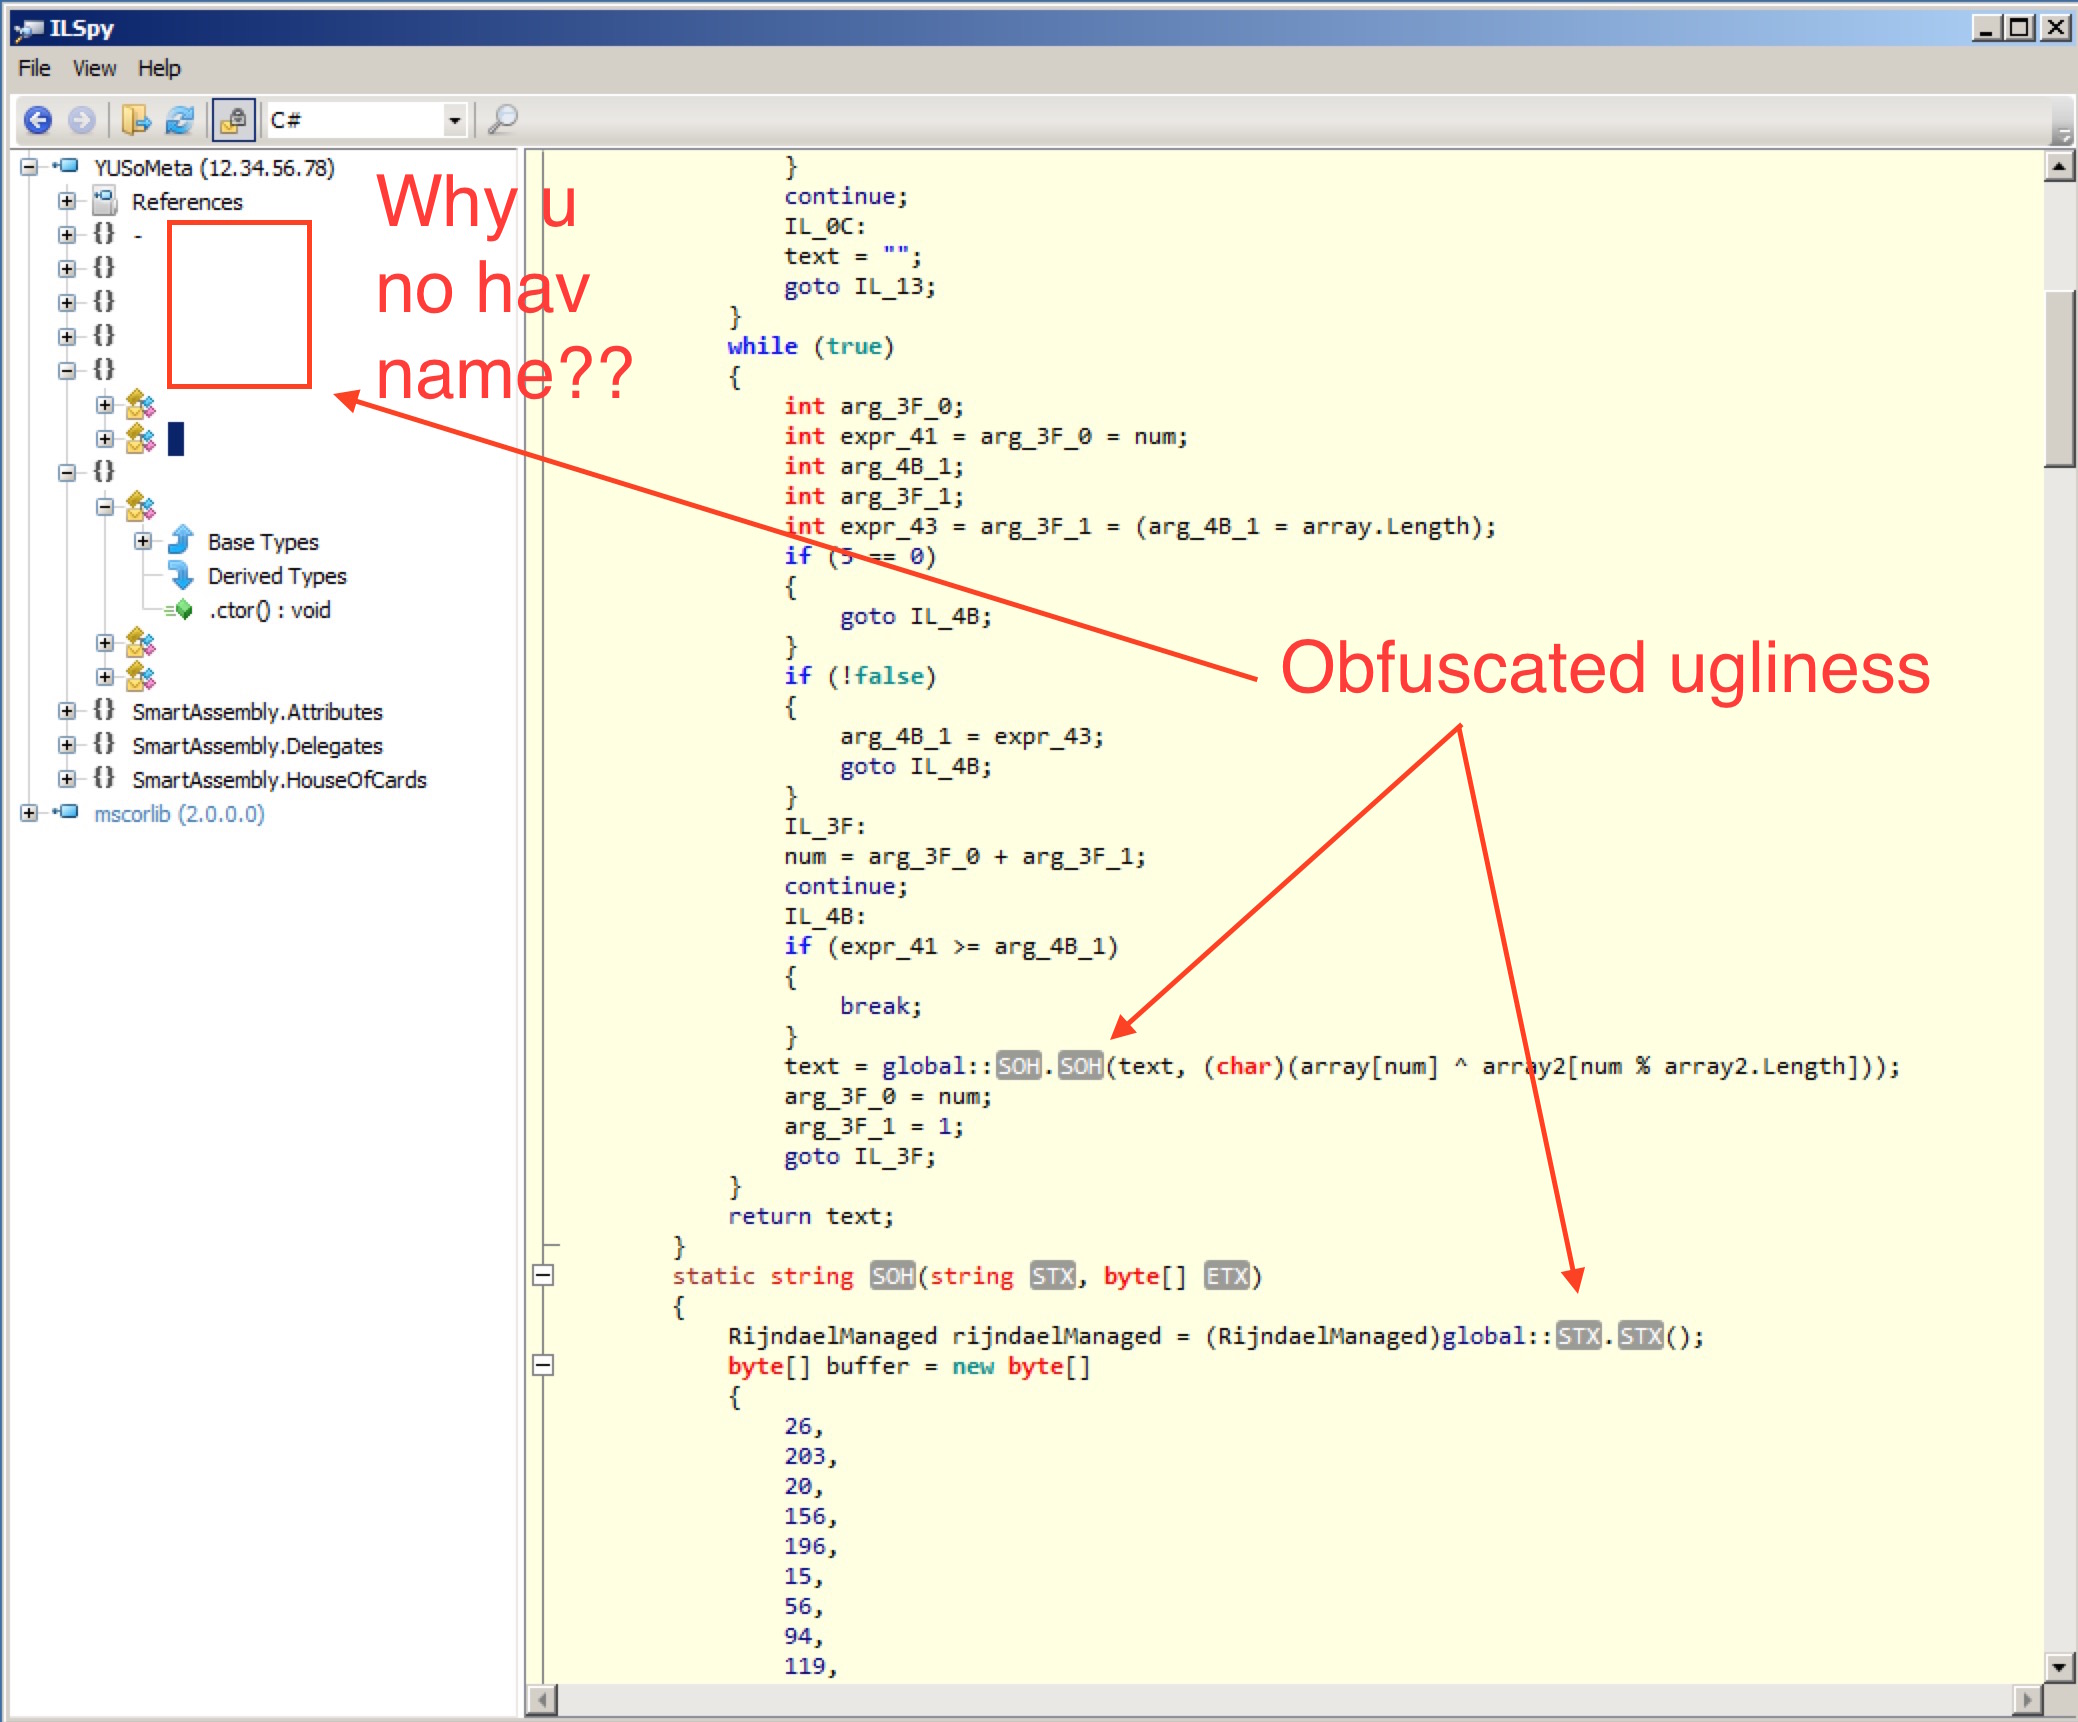 ILSpy
File View Help
C#
YUSoMeta (12.34.56.78)
References
-
Base Types
Derived Types
.ctor() : void
SmartAssembly.Attributes
SmartAssembly.Delegates
SmartAssembly.HouseOfCards
mscorlib (2.0.0.0)
Why u
no hav
name??
Obfuscated ugliness
}
continue;
IL_0C:
text = "";
goto IL_13;
}
while (true)
{
int arg_3F_0;
int expr_41 = arg_3F_0 = num;
int arg_4B_1;
int arg_3F_1;
int expr_43 = arg_3F_1 = (arg_4B_1 = array.Length);
if (5 == 0)
{
goto IL_4B;
}
if (!false)
{
arg_4B_1 = expr_43;
goto IL_4B;
}
IL_3F:
num = arg_3F_0 + arg_3F_1;
continue;
IL_4B:
if (expr_41 >= arg_4B_1)
{
break;
}
text = global::SOH.SOH(text, (char)(array[num] ^ array2[num % array2.Length]));
arg_3F_0 = num;
arg_3F_1 = 1;
goto IL_3F;
}
return text;
}
static string SOH(string STX, byte[] ETX)
{
RijndaelManaged rijndaelManaged = (RijndaelManaged)global::STX.STX();
byte[] buffer = new byte[]
{
26,
203,
20,
156,
196,
15,
56,
94,
119,